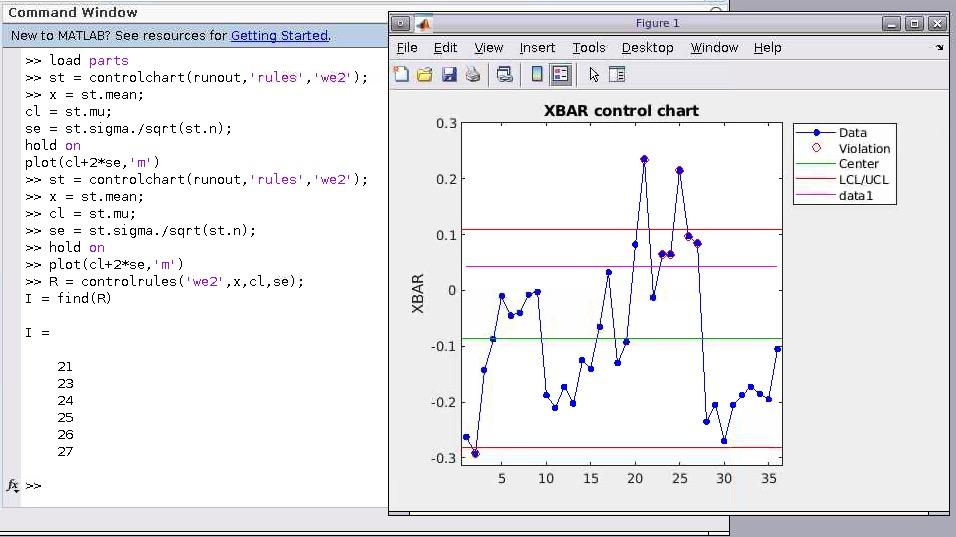 Command Window
New to MATLAB? See resources for Getting Started.
>> load parts
>> st = controlchart(runout,'rules','we2');
>> x = st.mean;
cl = st.mu;
se = st.sigma./sqrt(st.n);
hold on
plot(cl+2*se,'m')
>> st = controlchart(runout,'rules','we2');
>> x = st.mean;
>> cl = st.mu;
>> se = st.sigma./sqrt(st.n);
>> hold on
>> plot(cl+2*se,'m')
>> R = controlrules('we2',x,cl,se);
I = find(R)
I =
21
23
24
25
26
27
fx >>
Figure 1
File Edit View Insert Tools Desktop Window Help
XBAR control chart
0.3
0.2
0.1
0
-0.1
-0.2
-0.3
XBAR
5 10 15 20 25 30 35
Data
Violation
Center
LCL/UCL
data1